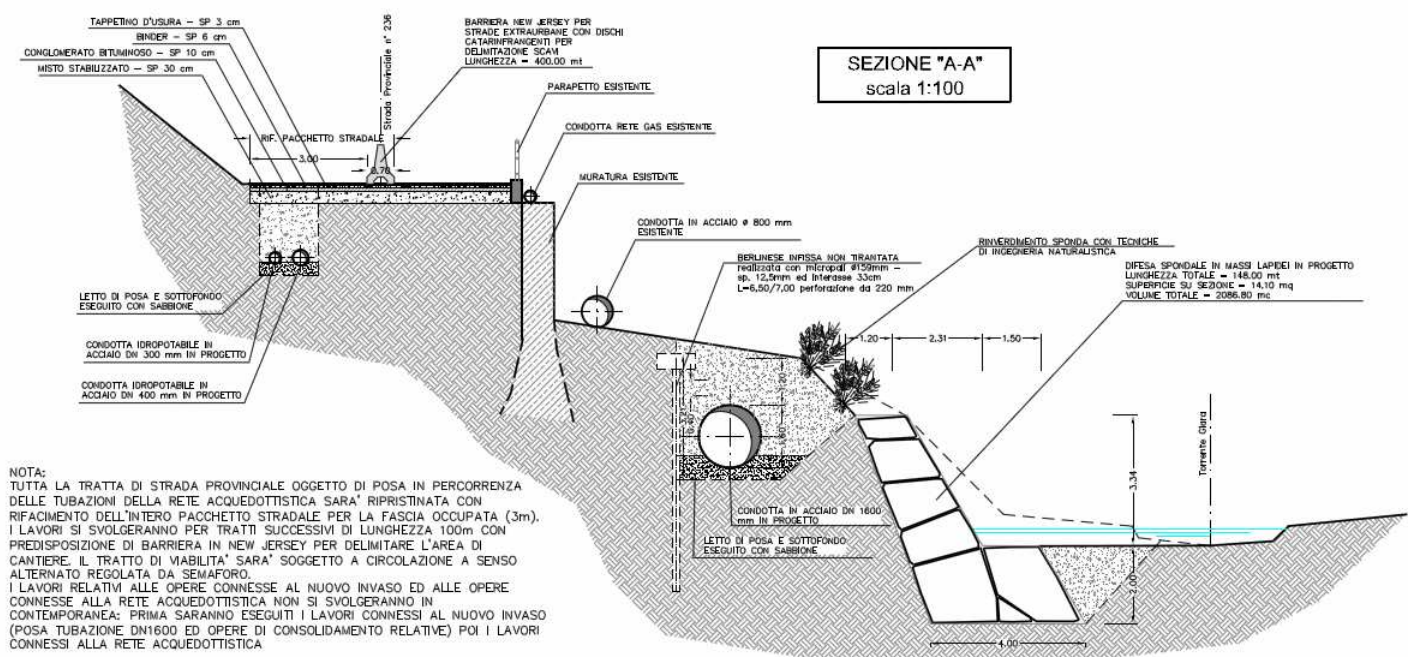 TAPPETINO D'USURA - SP 3 cm
BINDER - SP 6 cm
CONGLOMERATO BITUMINOSO - SP 10 cm
MISTO STABILIZZATO - SP 30 cm
Strada Provinciale n° 236
BARRIERA NEW JERSEY PER
STRADE EXTRAURBANE CON DISCHI
CATARINFRANGENTI PER
DELIMITAZIONE SCAVI
LUNGHEZZA = 400.00 mt
SEZIONE "A-A"
scala 1:100
PARAPETTO ESISTENTE
RIF. PACCHETTO STRADALE
3.00
0.70
CONDOTTA RETE GAS ESISTENTE
MURATURA ESISTENTE
CONDOTTA IN ACCIAIO ø 800 mm
ESISTENTE
BERLINESE INFISSA NON TIRANTATA
realizzata con micropali Ø159mm -
sp. 12,5mm ed interasse 33cm
L=6,50/7,00 perforazione da 220 mm
RINVERDIMENTO SPONDA CON TECNICHE
DI INGEGNERIA NATURALISTICA
DIFESA SPONDALE IN MASSI LAPIDEI IN PROGETTO
LUNGHEZZA TOTALE = 148.00 mt
SUPERFICIE SU SEZIONE = 14,10 mq
VOLUME TOTALE = 2086.80 mc
LETTO DI POSA E SOTTOFONDO
ESEGUITO CON SABBIONE
CONDOTTA IDROPOTABILE IN
ACCIAIO DN 300 mm IN PROGETTO
CONDOTTA IDROPOTABILE IN
ACCIAIO DN 400 mm IN PROGETTO
1.20
2.31
1.50
1.20
0.40
1.60
3.34
Torrente Giara
2.00
4.00
CONDOTTA IN ACCIAIO DN 1600
mm IN PROGETTO
LETTO DI POSA E SOTTOFONDO
ESEGUITO CON SABBIONE
NOTA:
TUTTA LA TRATTA DI STRADA PROVINCIALE OGGETTO DI POSA IN PERCORRENZA
DELLE TUBAZIONI DELLA RETE ACQUEDOTTISTICA SARA' RIPRISTINATA CON
RIFACIMENTO DELL'INTERO PACCHETTO STRADALE PER LA FASCIA OCCUPATA (3m).
I LAVORI SI SVOLGERANNO PER TRATTI SUCCESSIVI DI LUNGHEZZA 100m CON
PREDISPOSIZIONE DI BARRIERA IN NEW JERSEY PER DELIMITARE L'AREA DI
CANTIERE. IL TRATTO DI VIABILITA' SARA' SOGGETTO A CIRCOLAZIONE A SENSO
ALTERNATO REGOLATA DA SEMAFORO.
I LAVORI RELATIVI ALLE OPERE CONNESSE AL NUOVO INVASO ED ALLE OPERE
CONNESSE ALLA RETE ACQUEDOTTISTICA NON SI SVOLGERANNO IN
CONTEMPORANEA: PRIMA SARANNO ESEGUITI I LAVORI CONNESSI AL NUOVO INVASO
(POSA TUBAZIONE DN1600 ED OPERE DI CONSOLIDAMENTO RELATIVE) POI I LAVORI
CONNESSI ALLA RETE ACQUEDOTTISTICA